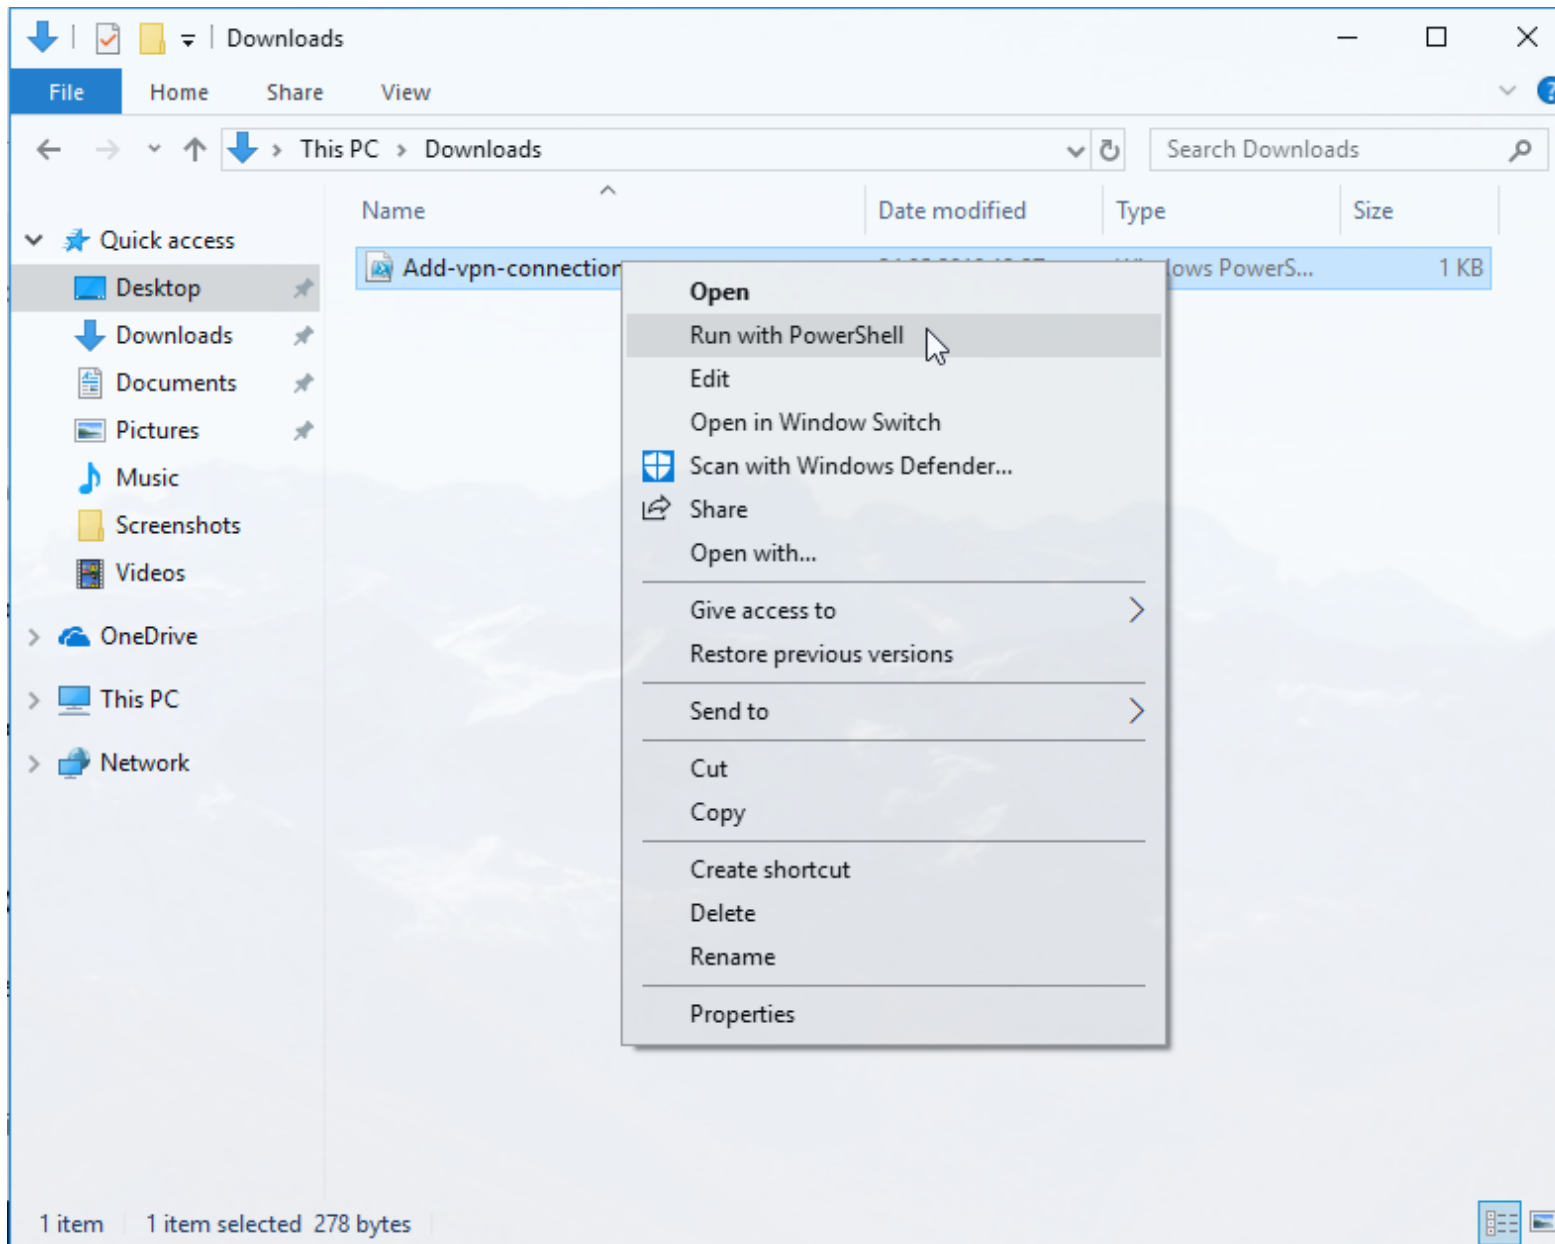 Downloads
File Home Share View
This PC > Downloads
Search Downloads
Name Date modified Type Size
Quick access
Desktop
Downloads
Documents
Pictures
Music
Screenshots
Videos
OneDrive
This PC
Network
Add-vpn-connection PowerS... 1 KB
Open
Run with PowerShell
Edit
Open in Window Switch
Scan with Windows Defender...
Share
Open with...
Give access to
Restore previous versions
Send to
Cut
Copy
Create shortcut
Delete
Rename
Properties
1 item 1 item selected 278 bytes